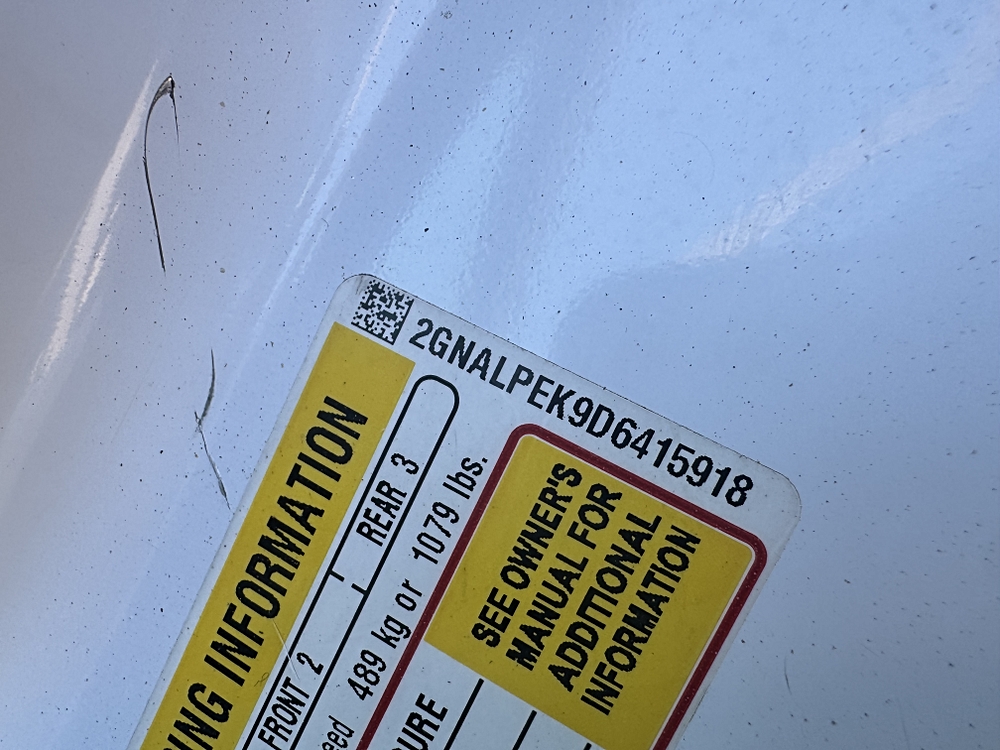 2GNALPEK9D6415918
ING INFORMATION
FRONT 2 REAR 3
eed 489 kg or 1079 lbs.
URE
SEE OWNER'S
MANUAL FOR
ADDITIONAL
INFORMATION